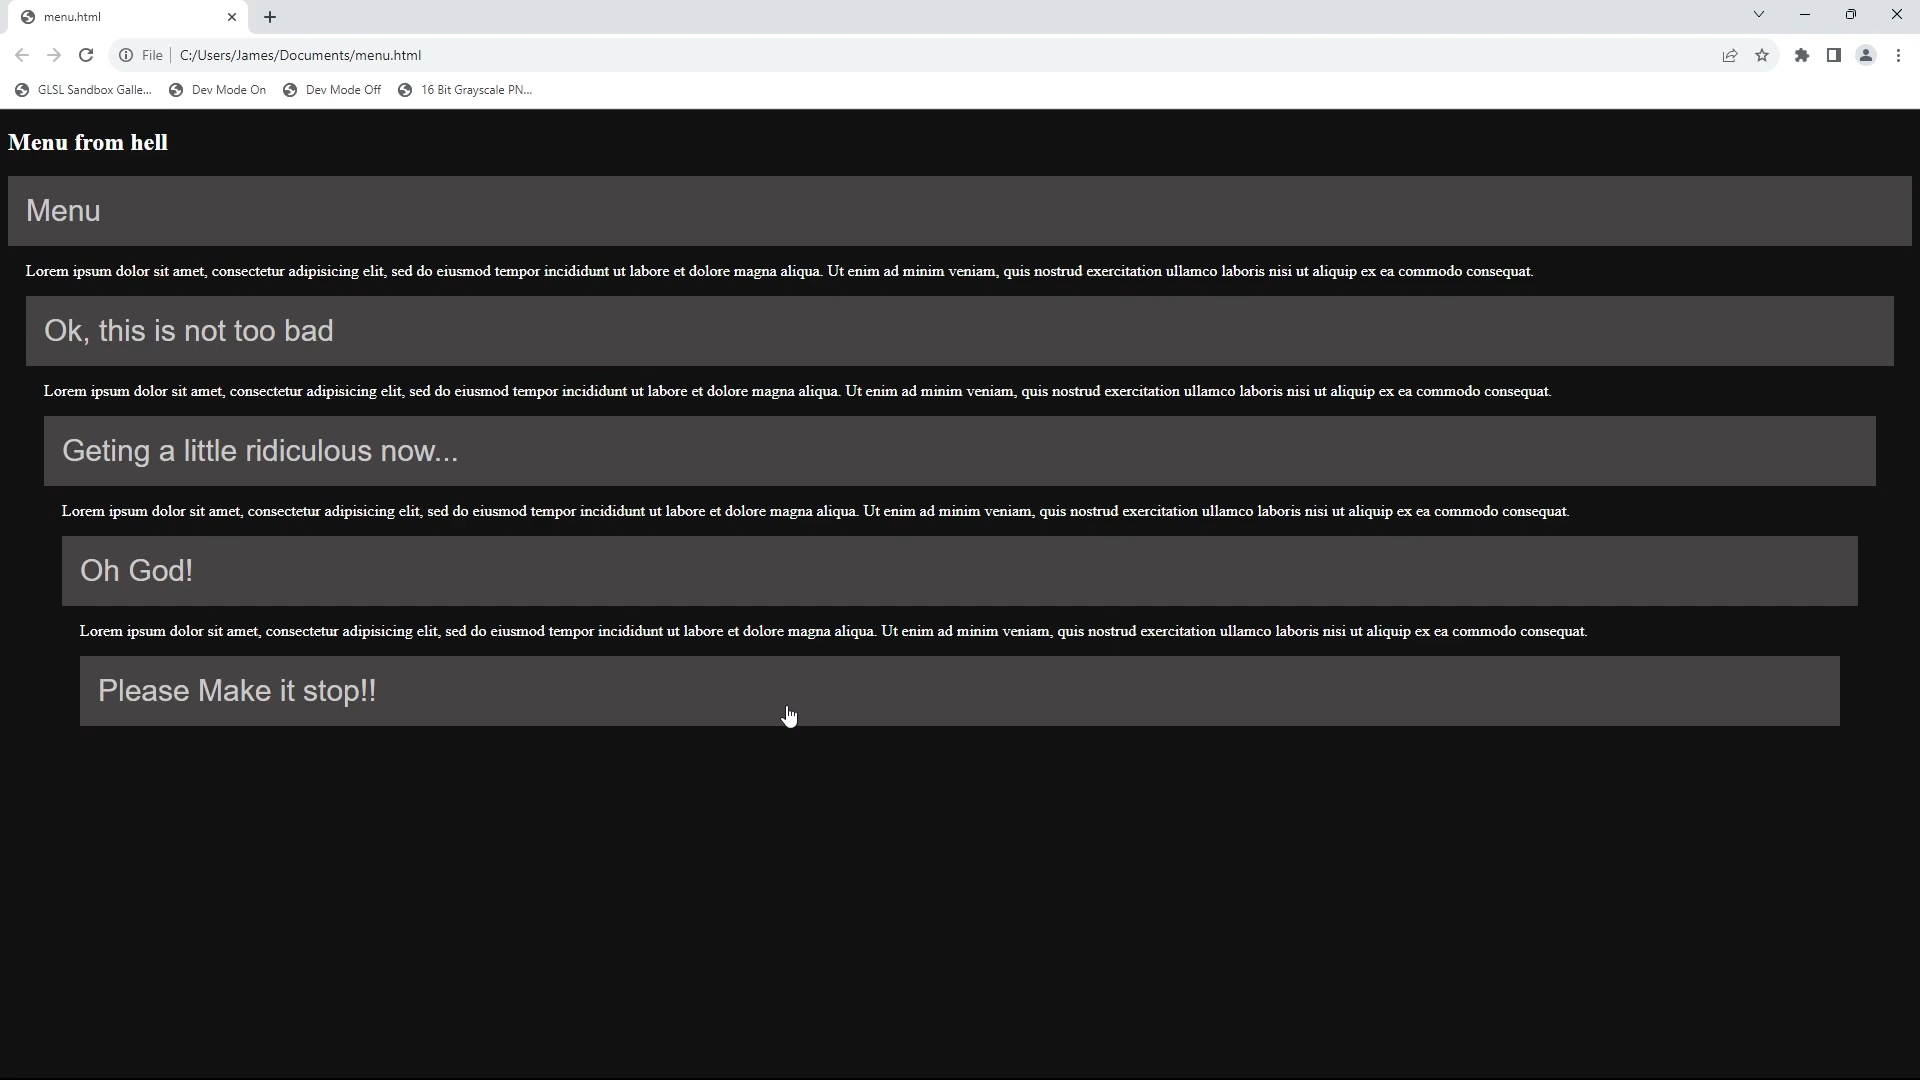 menu.html
File C:/Users/James/Documents/menu.html
GLSL Sandbox Galle... Dev Mode On Dev Mode Off 16 Bit Grayscale PN...
Menu from hell
Menu
Lorem ipsum dolor sit amet, consectetur adipisicing elit, sed do eiusmod tempor incididunt ut labore et dolore magna aliqua. Ut enim ad minim veniam, quis nostrud exercitation ullamco laboris nisi ut aliquip ex ea commodo consequat.
Ok, this is not too bad
Lorem ipsum dolor sit amet, consectetur adipisicing elit, sed do eiusmod tempor incididunt ut labore et dolore magna aliqua. Ut enim ad minim veniam, quis nostrud exercitation ullamco laboris nisi ut aliquip ex ea commodo consequat.
Geting a little ridiculous now...
Lorem ipsum dolor sit amet, consectetur adipisicing elit, sed do eiusmod tempor incididunt ut labore et dolore magna aliqua. Ut enim ad minim veniam, quis nostrud exercitation ullamco laboris nisi ut aliquip ex ea commodo consequat.
Oh God!
Lorem ipsum dolor sit amet, consectetur adipisicing elit, sed do eiusmod tempor incididunt ut labore et dolore magna aliqua. Ut enim ad minim veniam, quis nostrud exercitation ullamco laboris nisi ut aliquip ex ea commodo consequat.
Please Make it stop!!